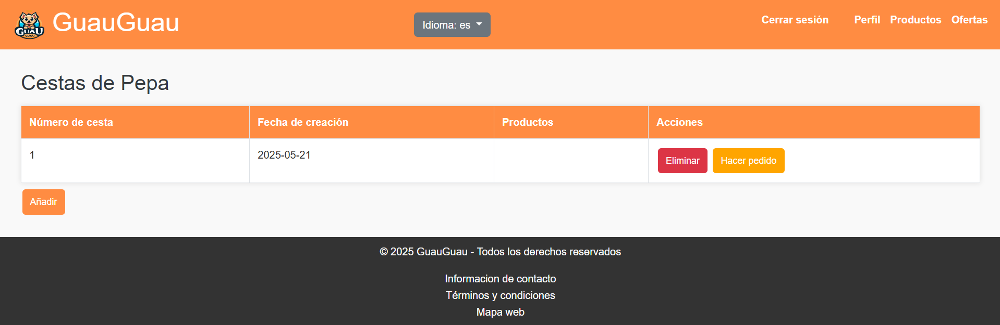 GUAU
GUAU
GuauGuau
Idioma: es
Cerrar sesión
Perfil
Productos
Ofertas
Cestas de Pepa
Número de cesta
Fecha de creación
Productos
Acciones
1
2025-05-21
Eliminar
Hacer pedido
Añadir
© 2025 GuauGuau - Todos los derechos reservados
Informacion de contacto
Términos y condiciones
Mapa web